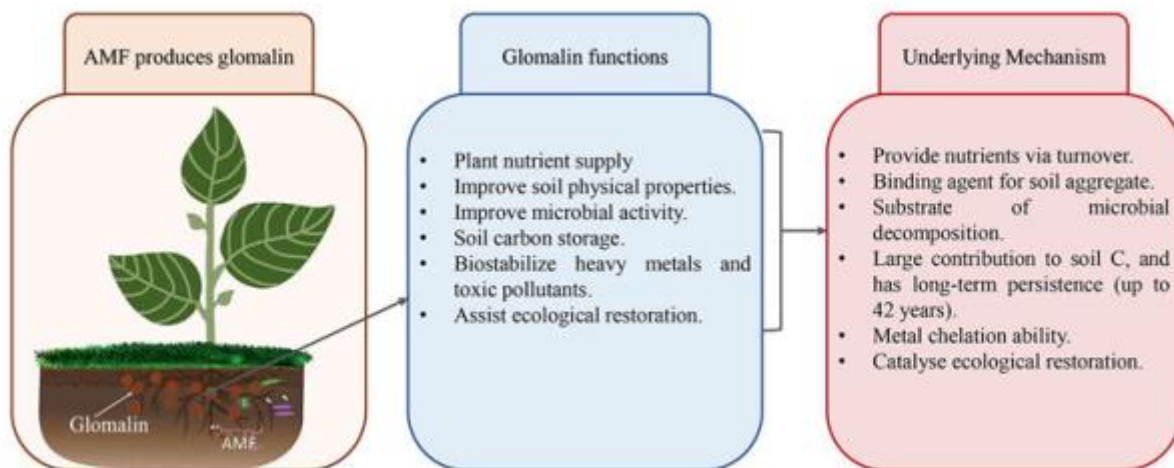 AMF produces glomalin
Glomalin
AMF
Glomalin functions
• Plant nutrient supply
• Improve soil physical properties.
• Improve microbial activity.
• Soil carbon storage.
• Biostabilize heavy metals and
toxic pollutants.
• Assist ecological restoration.
Underlying Mechanism
• Provide nutrients via turnover.
• Binding agent for soil aggregate.
• Substrate of microbial
decomposition.
• Large contribution to soil C, and
has long-term persistence (up to
42 years).
• Metal chelation ability.
• Catalyse ecological restoration.